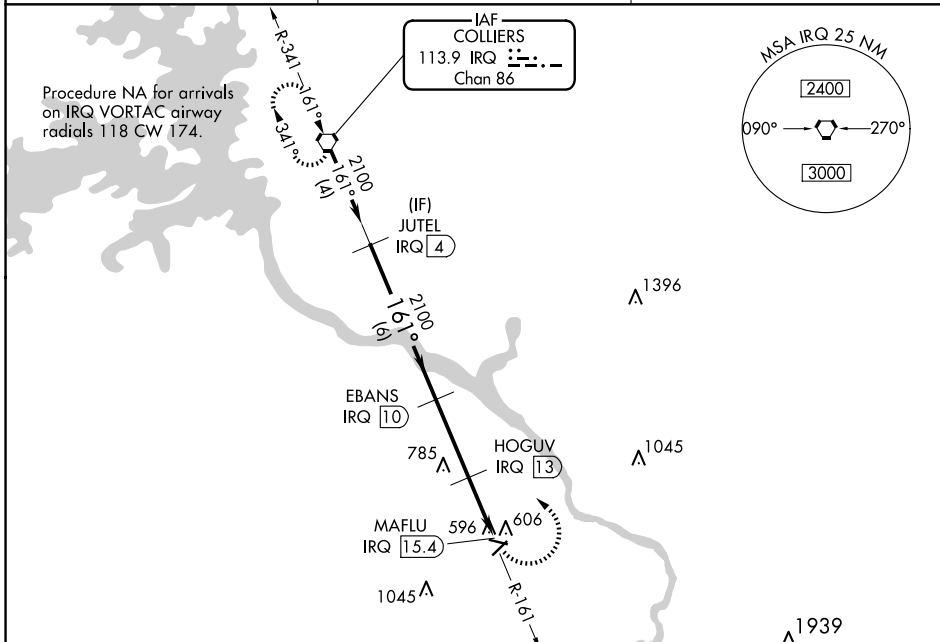 IAF
COLLIERS
113.9 IRQ
Chan 86
R-341
161°
341°
Procedure NA for arrivals
on IRQ VORTAC airway
radials 118 CW 174.
MSA IRQ 25 NM
2400
090°
270°
3000
2100
161°
(4)
(IF)
JUTEL
IRQ 4
1396
2100
161°
(6)
EBANS
IRQ 10
785
HOGUV
IRQ 13
1045
MAFLU
IRQ 15.4
596
606
1045
R-161
1939